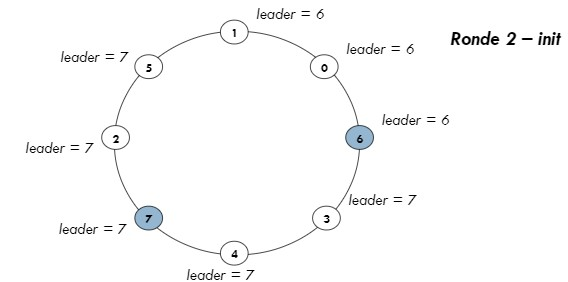 leader = 6
1
Ronde 2 – init
leader = 6
0
leader = 7
5
leader = 6
6
2
leader = 7
leader = 7
3
7
leader = 7
4
leader = 7